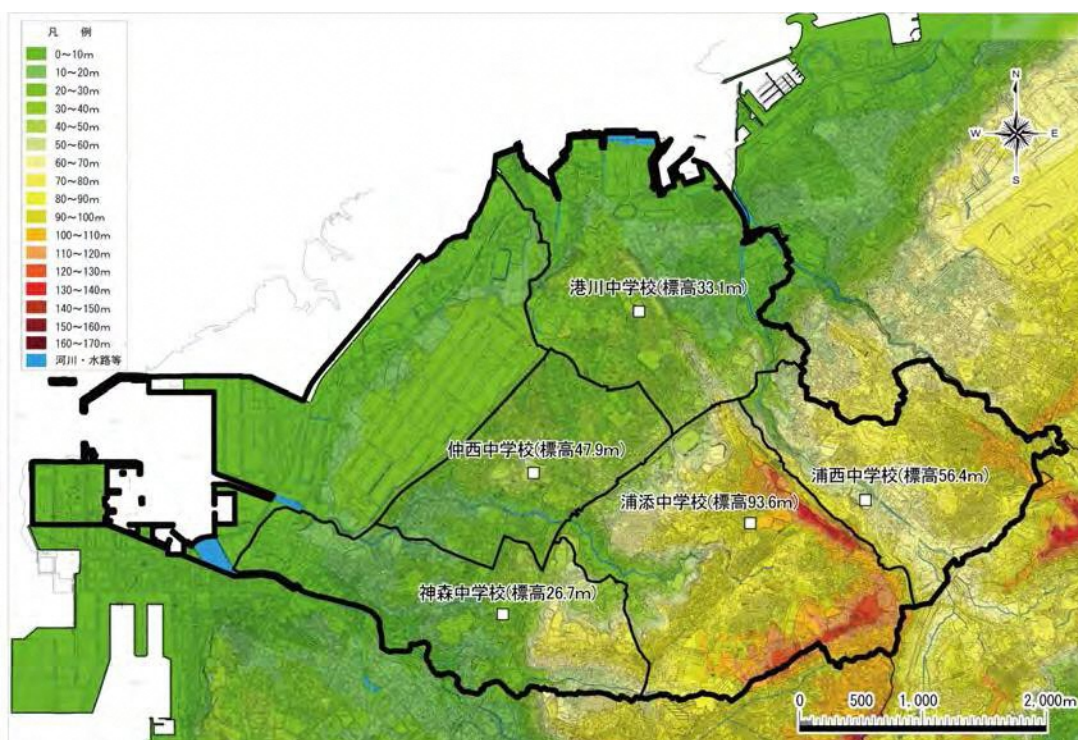 凡　例
0～10m
10～20m
20～30m
30～40m
40～50m
50～60m
60～70m
70～80m
80～90m
90～100m
100～110m
110～120m
120～130m
130～140m
140～150m
150～160m
160～170m
河川・水路等
N
W
E
S
港川中学校(標高33.1m)
仲西中学校(標高47.9m)
浦西中学校(標高56.4m)
浦添中学校(標高93.6m)
神森中学校(標高26.7m)
0 500 1,000 2,000m